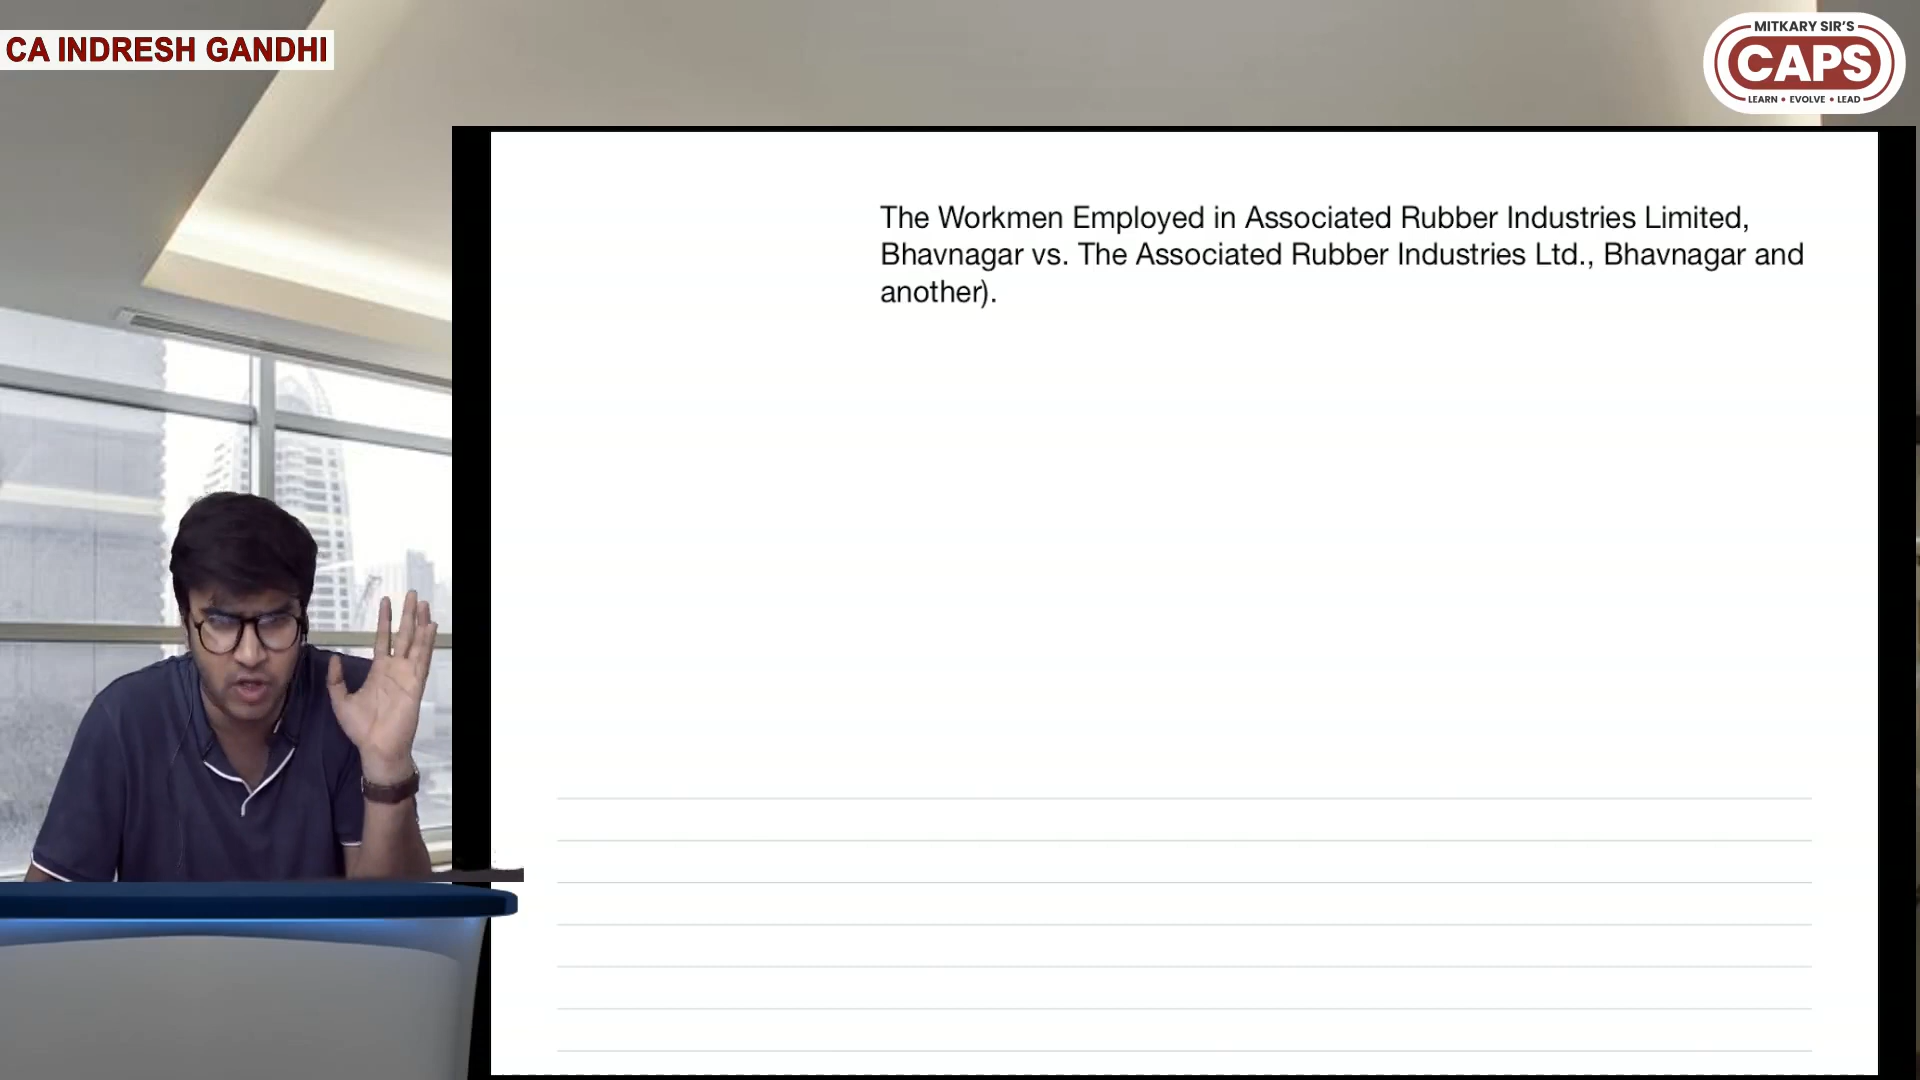 CA INDRESH GANDHI
MITKARY SIR'S
CAPS
LEARN • EVOLVE • LEAD
The Workmen Employed in Associated Rubber Industries Limited,
Bhavnagar vs. The Associated Rubber Industries Ltd., Bhavnagar and
another).